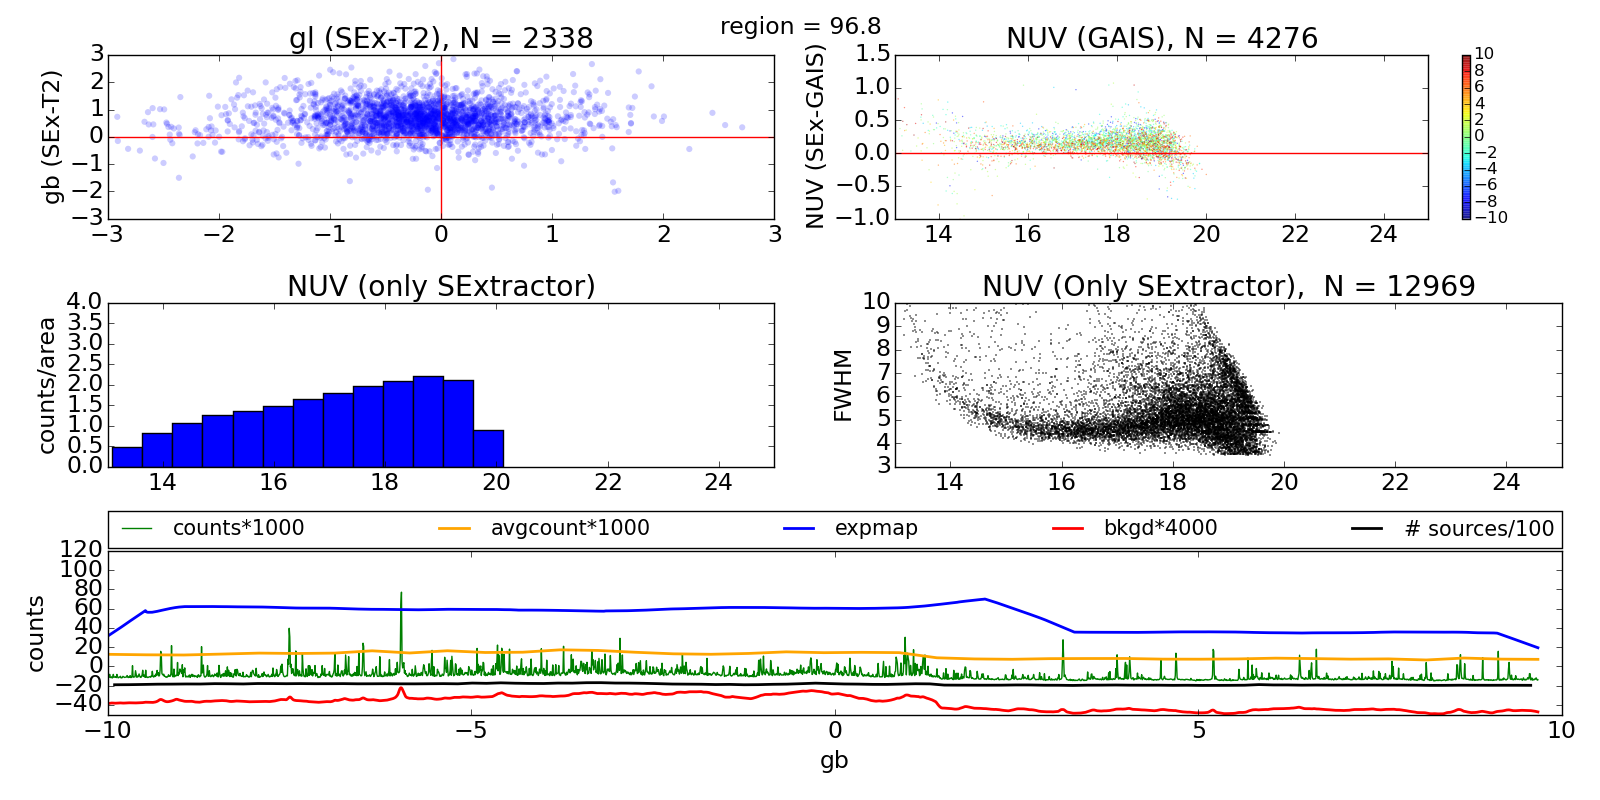 region = 96.8
gl (SEx-T2), N = 2338
gb (SEx-T2)
3
2
1
0
−1
−2
−3
−3 −2 −1 0 1 2 3
NUV (GAIS), N = 4276
NUV (SEx-GAIS)
1.5
1.0
0.5
0.0
−0.5
−1.0
14 16 18 20 22 24
10
8
6
4
2
0
−2
−4
−6
−8
−10
NUV (only SExtractor)
counts/area
4.0
3.5
3.0
2.5
2.0
1.5
1.0
0.5
0.0
14 16 18 20 22 24
NUV (Only SExtractor), N = 12969
FWHM
10
9
8
7
6
5
4
3
14 16 18 20 22 24
counts*1000 avgcount*1000 expmap bkgd*4000 # sources/100
counts
120
100
80
60
40
20
0
−20
−40
−10 −5 0 5 10
gb